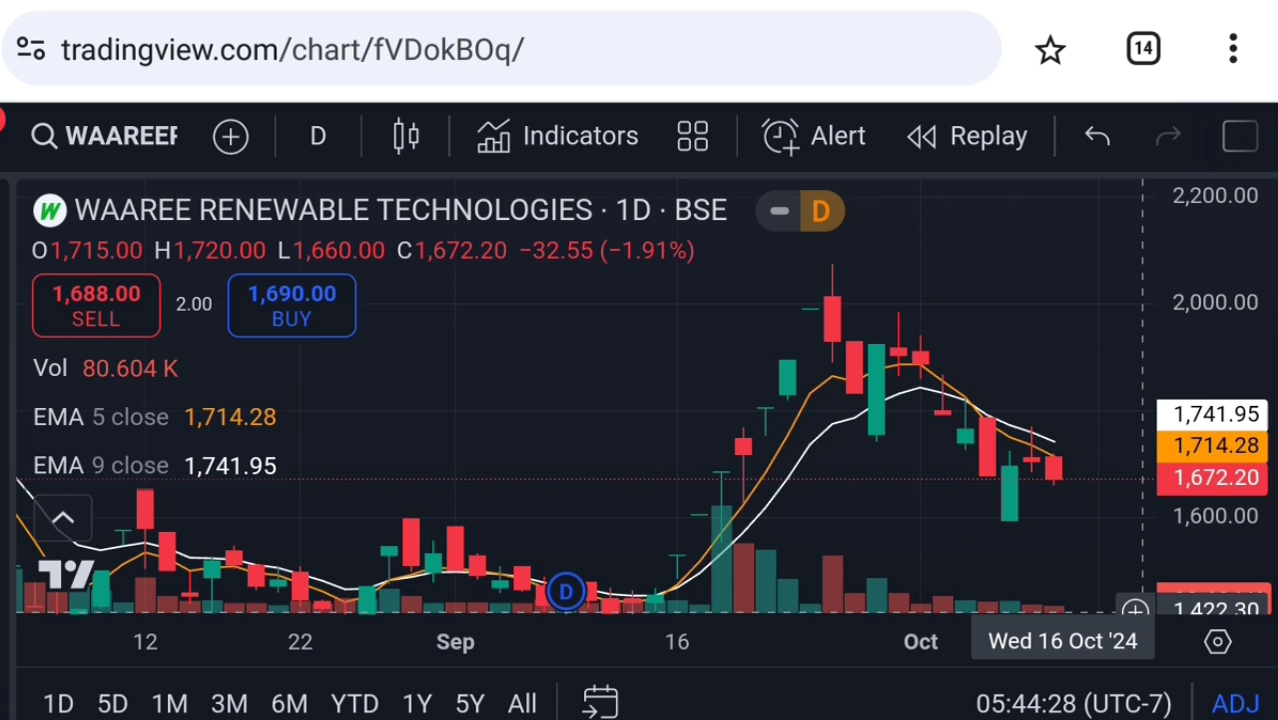 tradingview.com/chart/fVDokBOq/ 14
WAAREEF D Indicators Alert Replay
WAAREE RENEWABLE TECHNOLOGIES · 1D · BSE D
O1,715.00 H1,720.00 L1,660.00 C1,672.20 −32.55 (−1.91%)
1,688.00 2.00 1,690.00
SELL BUY
Vol 80.604 K
EMA 5 close 1,714.28
EMA 9 close 1,741.95
2,200.00
2,000.00
1,741.95
1,714.28
1,672.20
1,600.00
1,422.30
D
12 22 Sep 16 Oct Wed 16 Oct '24
1D 5D 1M 3M 6M YTD 1Y 5Y All 05:44:28 (UTC-7) ADJ